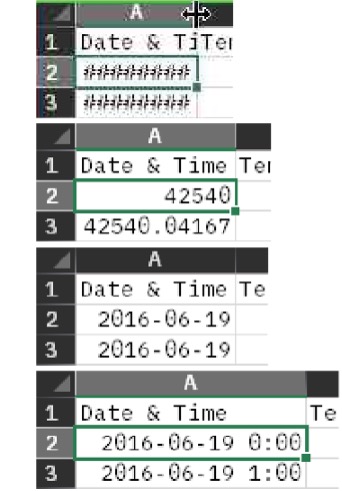 A
1 Date & TiTer
2 #########
3 #########
A
1 Date & Time Ter
2 42540
3 42540.04167
A
1 Date & Time Te
2 2016-06-19
3 2016-06-19
A
1 Date & Time Te
2 2016-06-19 0:00
3 2016-06-19 1:00